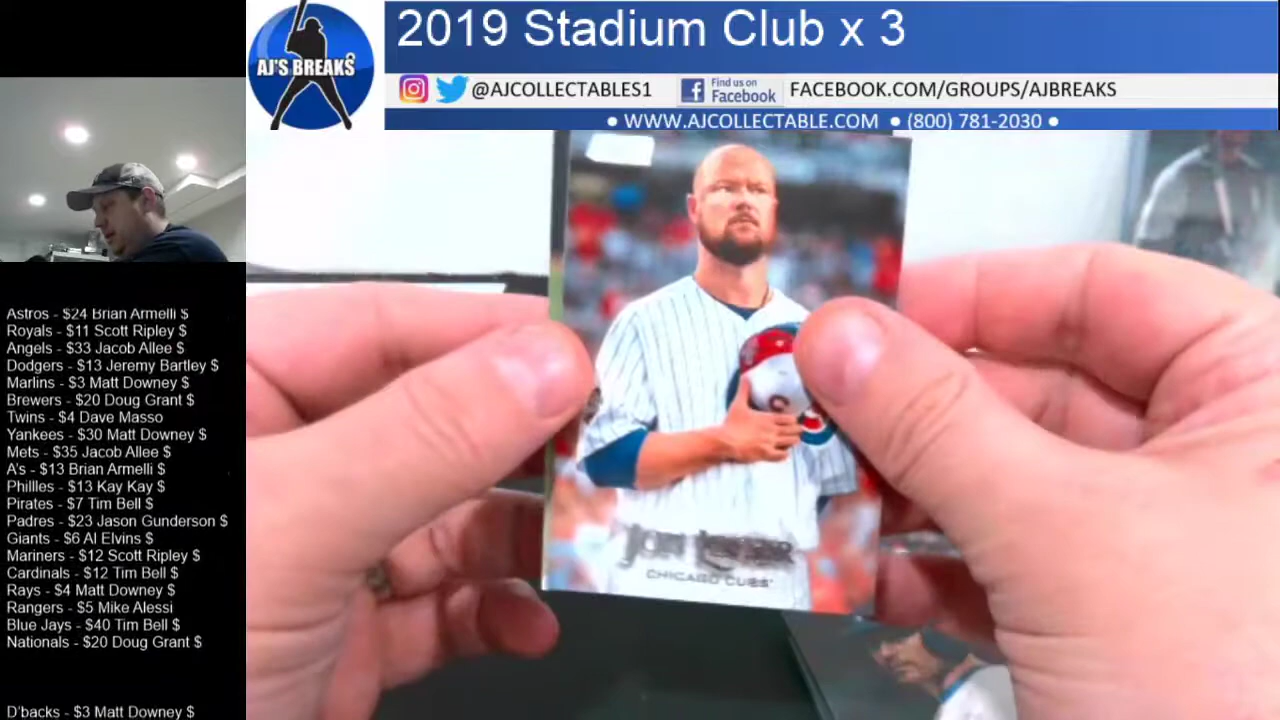 2019 Stadium Club x 3
AJ'S BREAKS
@AJCOLLECTABLES1
Find us on
Facebook
FACEBOOK.COM/GROUPS/AJBREAKS
● WWW.AJCOLLECTABLE.COM ● (800) 781-2030 ●
Astros - $24 Brian Armelli $
Royals - $11 Scott Ripley $
Angels - $33 Jacob Allee $
Dodgers - $13 Jeremy Bartley $
Marlins - $3 Matt Downey $
Brewers - $20 Doug Grant $
Twins - $4 Dave Masso
Yankees - $30 Matt Downey $
Mets - $35 Jacob Allee $
A's - $13 Brian Armelli $
Phillles - $13 Kay Kay $
Pirates - $7 Tim Bell $
Padres - $23 Jason Gunderson $
Giants - $6 Al Elvins $
Mariners - $12 Scott Ripley $
Cardinals - $12 Tim Bell $
Rays - $4 Matt Downey $
Rangers - $5 Mike Alessi
Blue Jays - $40 Tim Bell $
Nationals - $20 Doug Grant $
D'backs - $3 Matt Downey $
JON LESTER
CHICAGO CUBS